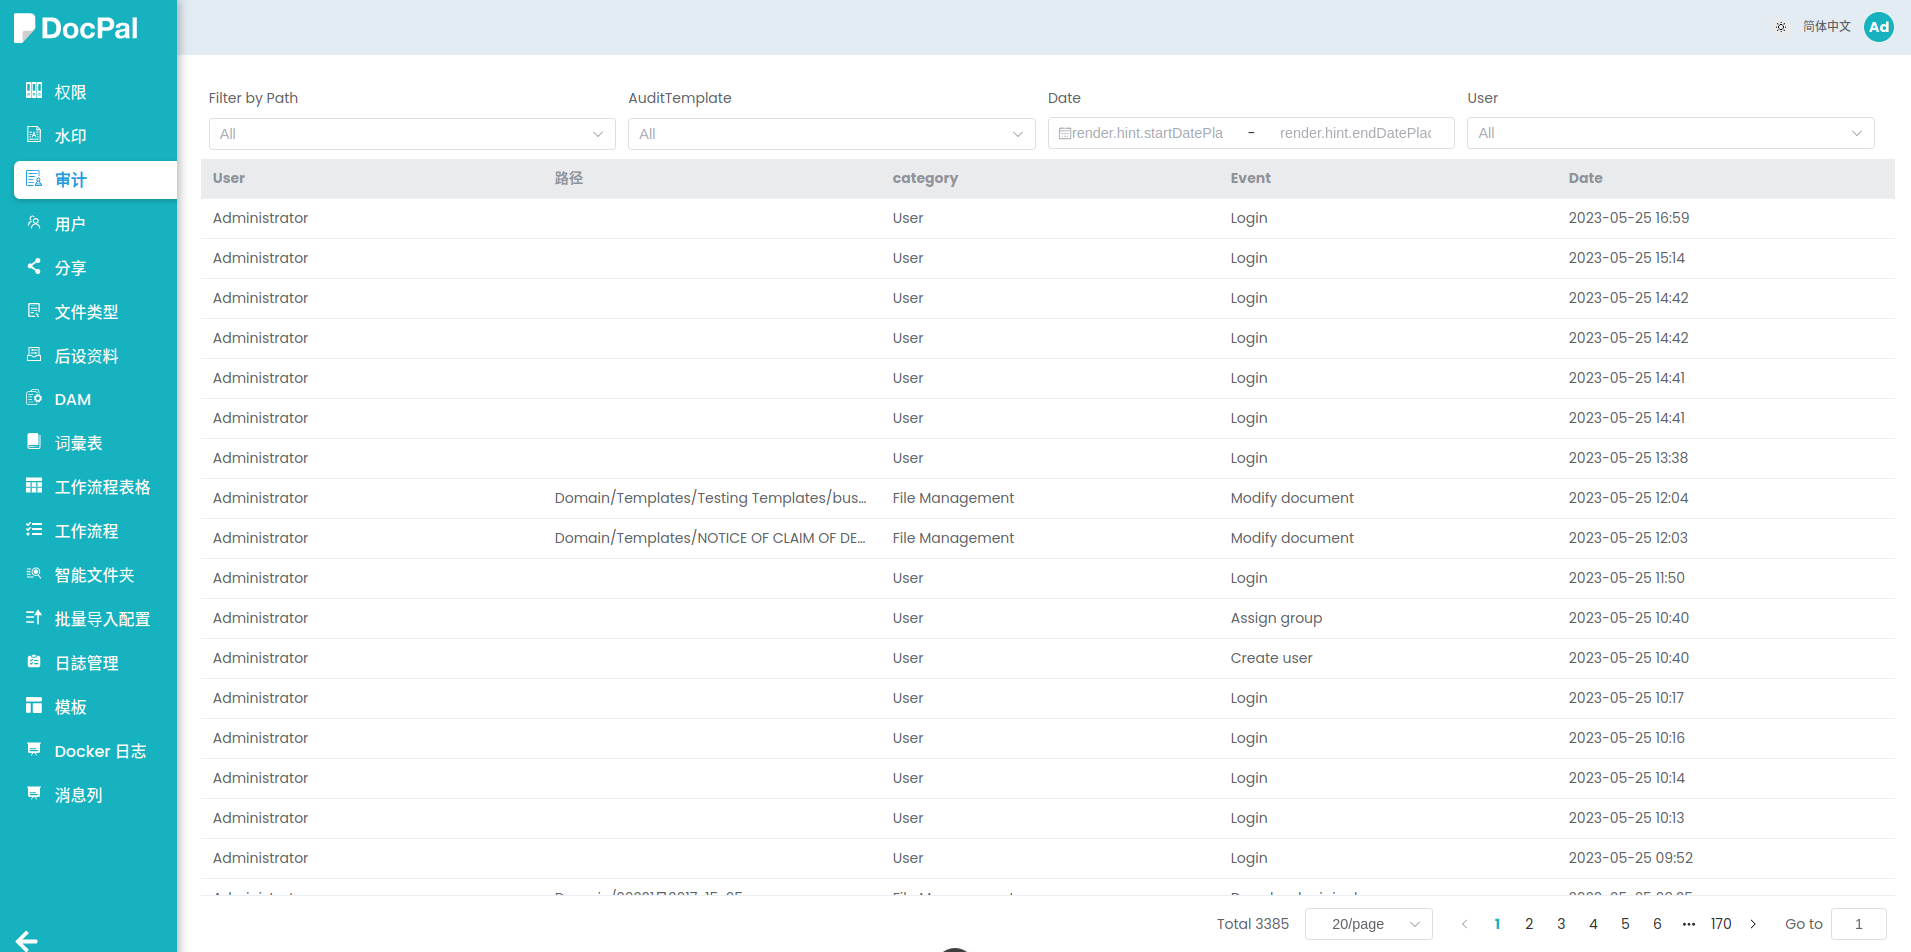 DocPal
简体中文
Ad
权限
水印
审计
用户
分享
文件类型
后设资料
DAM
词彙表
工作流程表格
工作流程
智能文件夹
批量导入配置
日誌管理
模板
Docker 日志
消息列
Filter by Path AuditTemplate Date User
All All render.hint.startDatePla - render.hint.endDatePlac All
User 路径 category Event Date
Administrator User Login 2023-05-25 16:59
Administrator User Login 2023-05-25 15:14
Administrator User Login 2023-05-25 14:42
Administrator User Login 2023-05-25 14:42
Administrator User Login 2023-05-25 14:41
Administrator User Login 2023-05-25 14:41
Administrator User Login 2023-05-25 13:38
Administrator Domain/Templates/Testing Templates/bus... File Management Modify document 2023-05-25 12:04
Administrator Domain/Templates/NOTICE OF CLAIM OF DE... File Management Modify document 2023-05-25 12:03
Administrator User Login 2023-05-25 11:50
Administrator User Assign group 2023-05-25 10:40
Administrator User Create user 2023-05-25 10:40
Administrator User Login 2023-05-25 10:17
Administrator User Login 2023-05-25 10:16
Administrator User Login 2023-05-25 10:14
Administrator User Login 2023-05-25 10:13
Administrator User Login 2023-05-25 09:52
Total 3385 20/page 1 2 3 4 5 6 ··· 170 Go to 1